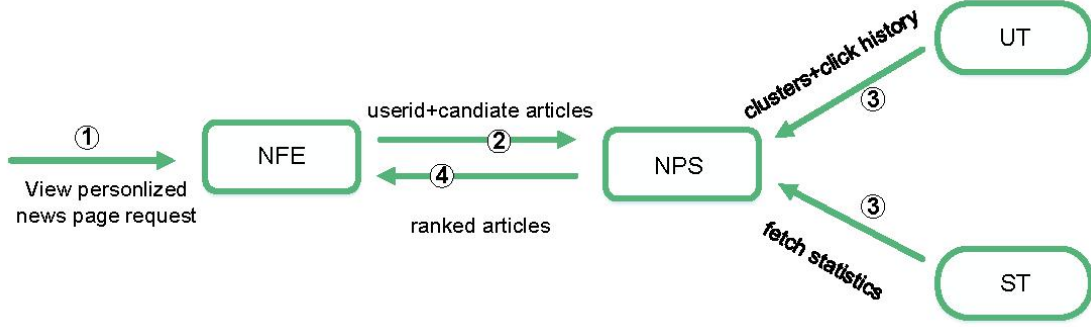 ①
View personlized
news page request
NFE
userid+candiate articles
②
④
ranked articles
NPS
clusters+click history
③
UT
③
fetch statistics
ST